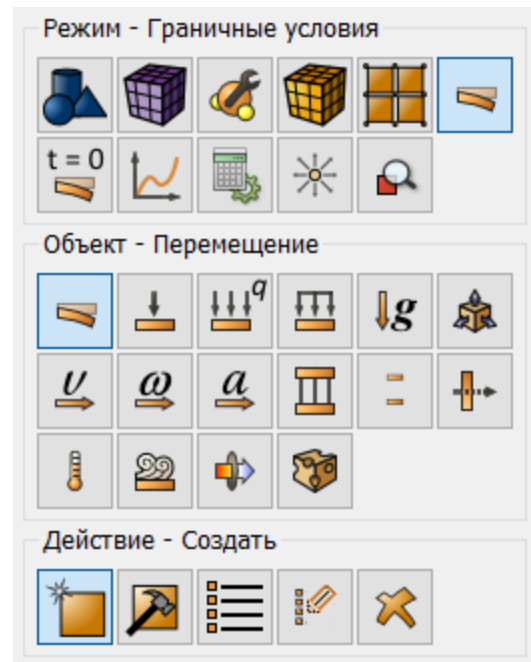 Режим - Граничные условия
t = 0
Объект - Перемещение
q
g
υ ω a
Действие - Создать